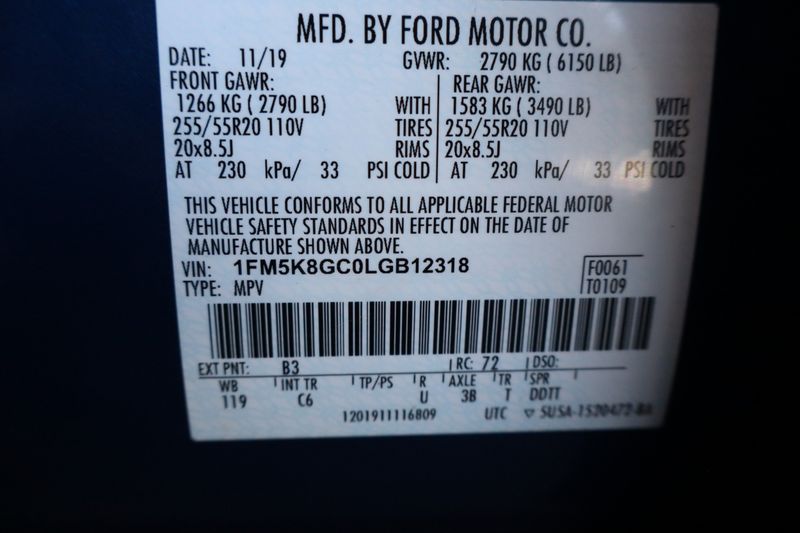 MFD. BY FORD MOTOR CO.
DATE: 11/19 GVWR: 2790 KG ( 6150 LB)
FRONT GAWR: REAR GAWR:
1266 KG ( 2790 LB) WITH 1583 KG ( 3490 LB) WITH
255/55R20 110V TIRES 255/55R20 110V TIRES
20x8.5J RIMS 20x8.5J RIMS
AT 230 kPa/ 33 PSI COLD AT 230 kPa/ 33 PSI COLD
THIS VEHICLE CONFORMS TO ALL APPLICABLE FEDERAL MOTOR
VEHICLE SAFETY STANDARDS IN EFFECT ON THE DATE OF
MANUFACTURE SHOWN ABOVE.
VIN: 1FM5K8GC0LGB12318 F0061
TYPE: MPV T0109
EXT PNT: B3 RC: 72 DSO:
WB INT TR TP/PS R AXLE TR SPR
119 C6 U 3B T DDTT
1201911116809 UTC ▽ SUSA-1520472-BA